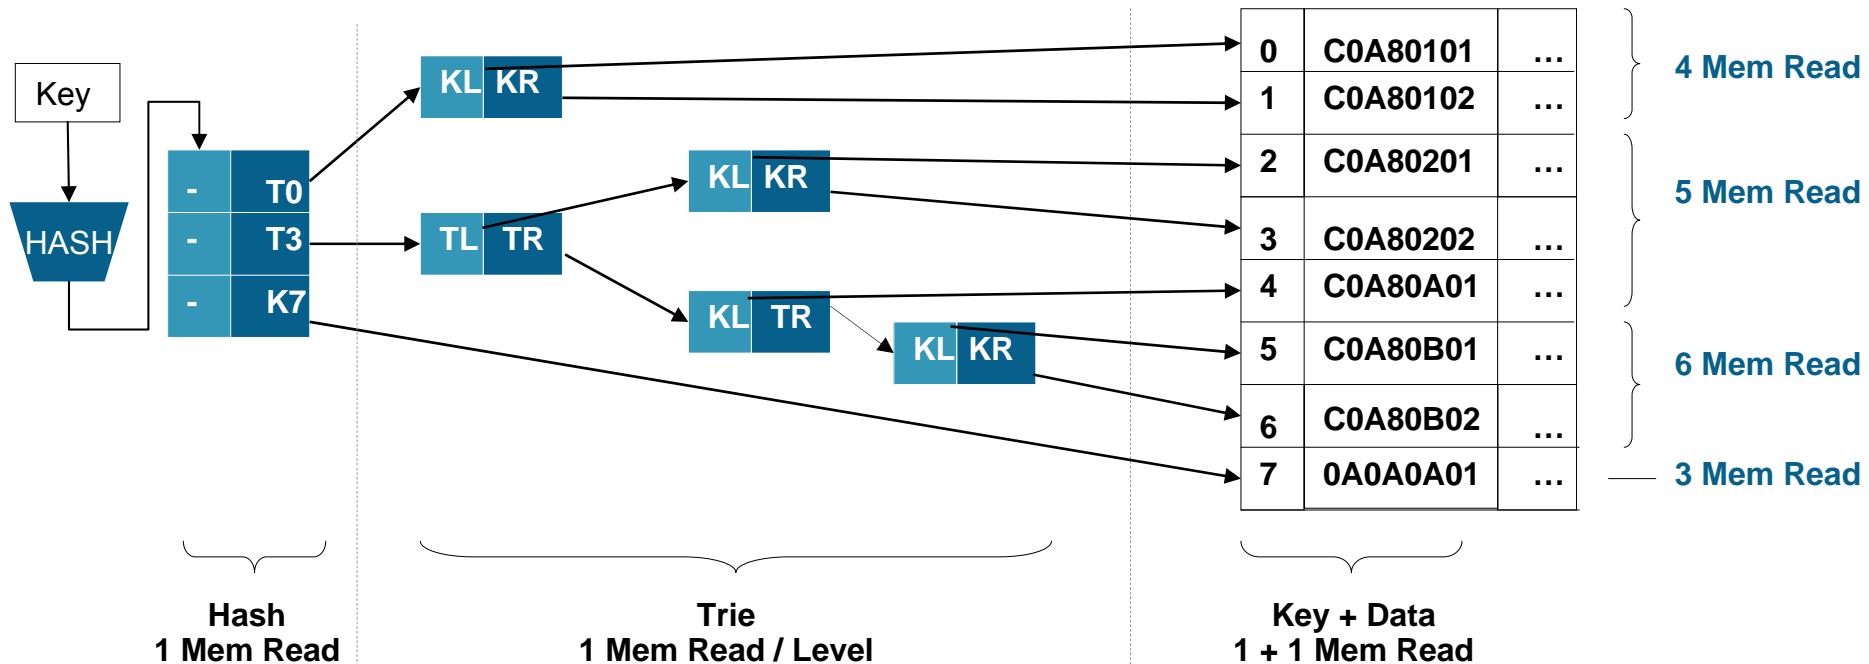 Key
HASH
- T0
- T3
- K7
KL KR
TL TR
KL KR
KL TR
KL KR
0 C0A80101 ...
1 C0A80102 ...
2 C0A80201 ...
3 C0A80202 ...
4 C0A80A01 ...
5 C0A80B01 ...
6 C0A80B02 ...
7 0A0A0A01 ...
4 Mem Read
5 Mem Read
6 Mem Read
3 Mem Read
Hash
1 Mem Read
Trie
1 Mem Read / Level
Key + Data
1 + 1 Mem Read